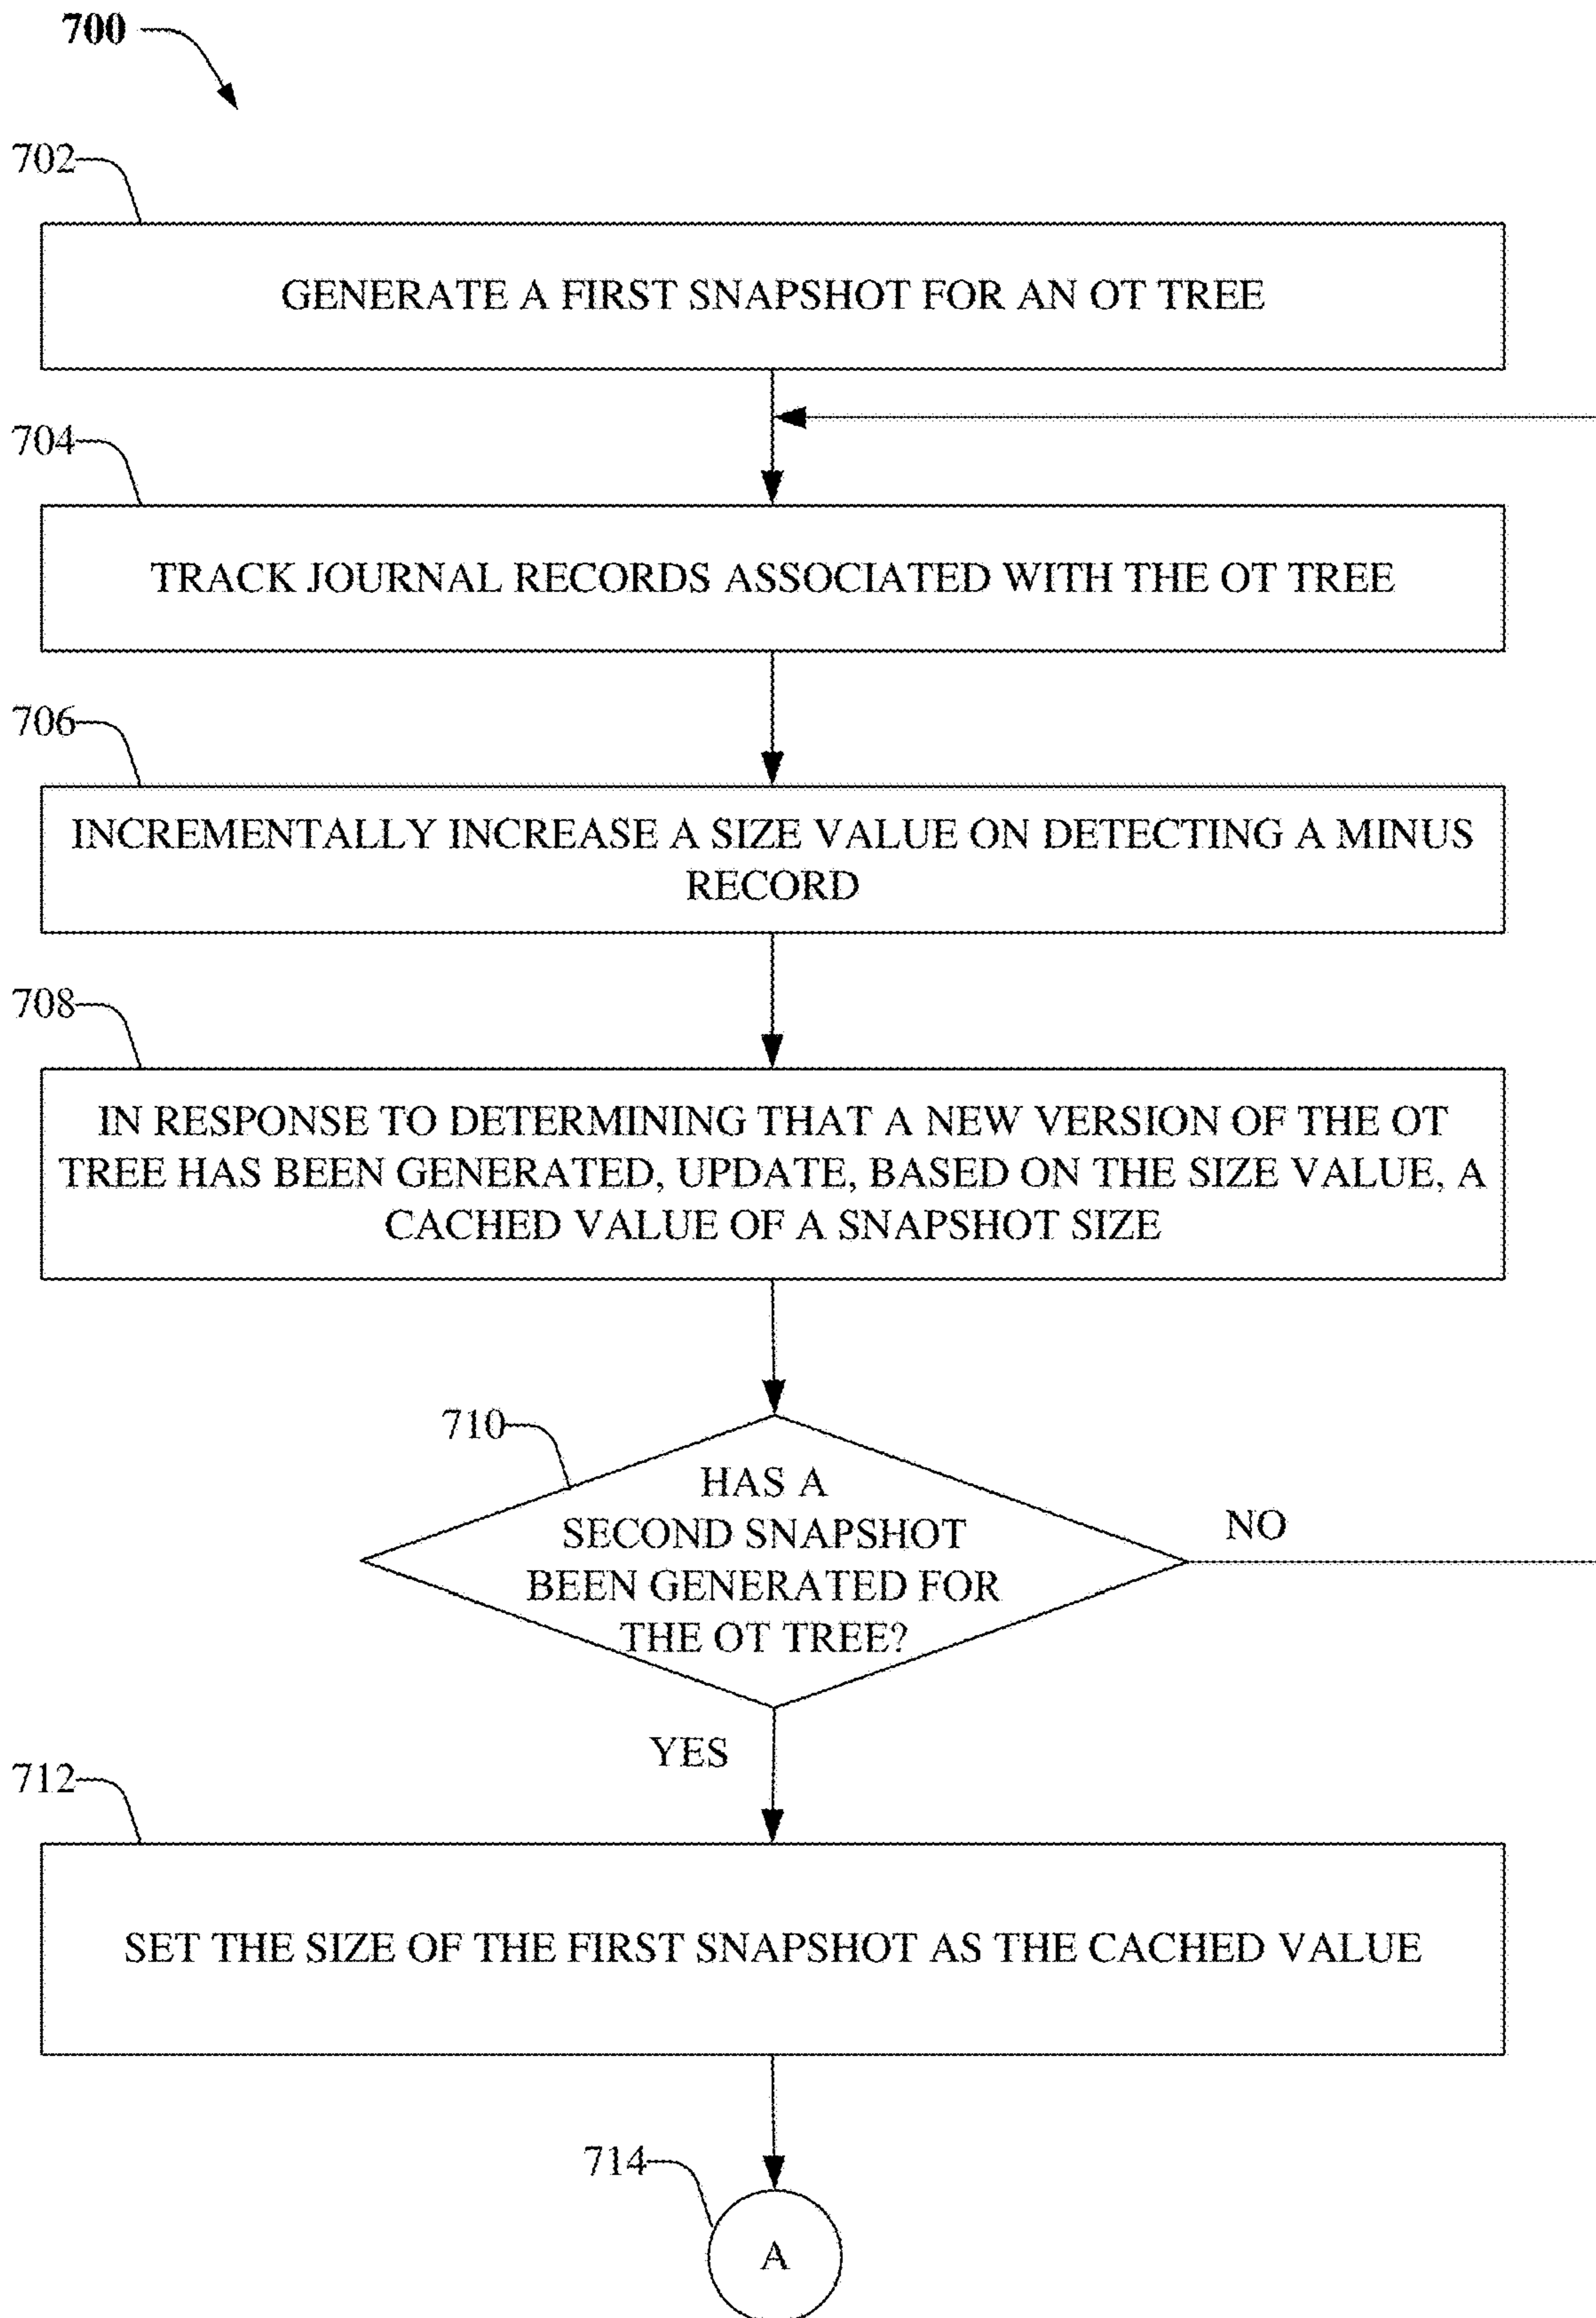 700
702
GENERATE A FIRST SNAPSHOT FOR AN OT TREE
704
TRACK JOURNAL RECORDS ASSOCIATED WITH THE OT TREE
706
INCREMENTALLY INCREASE A SIZE VALUE ON DETECTING A MINUS
RECORD
708
IN RESPONSE TO DETERMINING THAT A NEW VERSION OF THE OT
TREE HAS BEEN GENERATED, UPDATE, BASED ON THE SIZE VALUE, A
CACHED VALUE OF A SNAPSHOT SIZE
710
HAS A
SECOND SNAPSHOT
BEEN GENERATED FOR
THE OT TREE?
NO
YES
712
SET THE SIZE OF THE FIRST SNAPSHOT AS THE CACHED VALUE
714
A